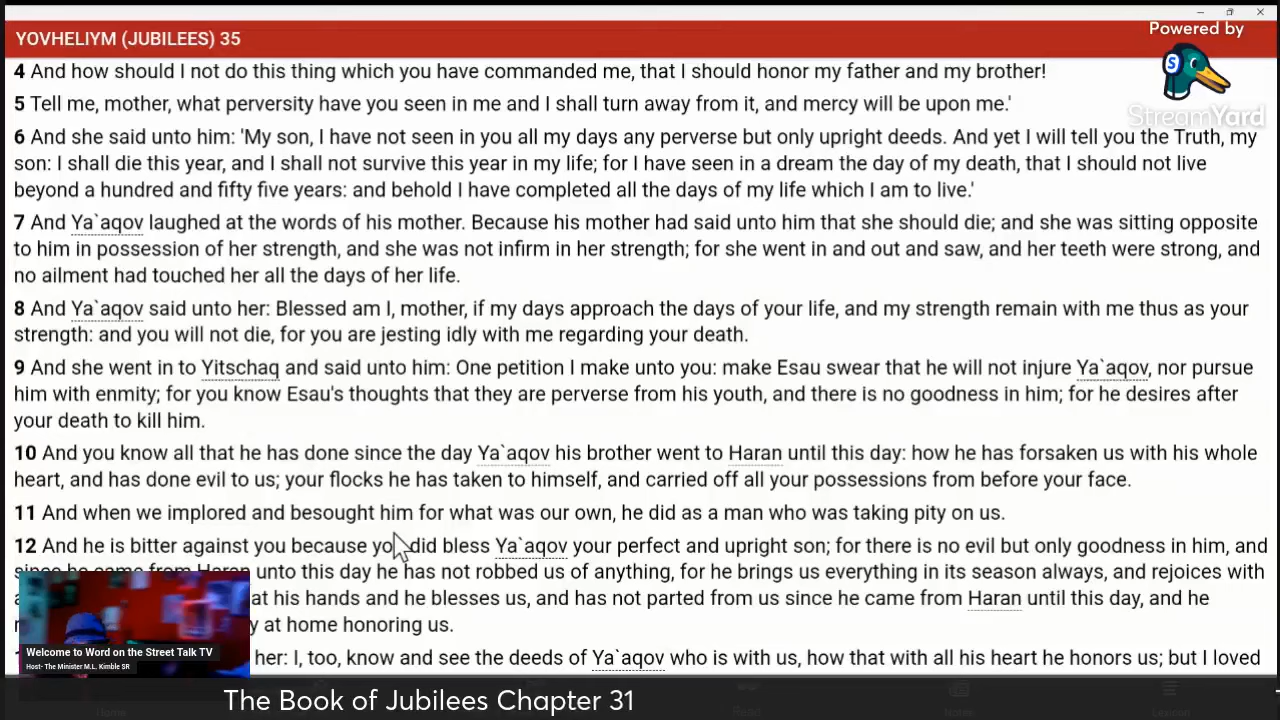 YOVHELIYM (JUBILEES) 35
Powered by
StreamYard
4 And how should I not do this thing which you have commanded me, that I should honor my father and my brother!
5 Tell me, mother, what perversity have you seen in me and I shall turn away from it, and mercy will be upon me.'
6 And she said unto him: 'My son, I have not seen in you all my days any perverse but only upright deeds. And yet I will tell you the Truth, my
son: I shall die this year, and I shall not survive this year in my life; for I have seen in a dream the day of my death, that I should not live
beyond a hundred and fifty five years: and behold I have completed all the days of my life which I am to live.'
7 And Ya`aqov laughed at the words of his mother. Because his mother had said unto him that she should die; and she was sitting opposite
to him in possession of her strength, and she was not infirm in her strength; for she went in and out and saw, and her teeth were strong, and
no ailment had touched her all the days of her life.
8 And Ya`aqov said unto her: Blessed am I, mother, if my days approach the days of your life, and my strength remain with me thus as your
strength: and you will not die, for you are jesting idly with me regarding your death.
9 And she went in to Yitschaq and said unto him: One petition I make unto you: make Esau swear that he will not injure Ya`aqov, nor pursue
him with enmity; for you know Esau's thoughts that they are perverse from his youth, and there is no goodness in him; for he desires after
your death to kill him.
10 And you know all that he has done since the day Ya`aqov his brother went to Haran until this day: how he has forsaken us with his whole
heart, and has done evil to us; your flocks he has taken to himself, and carried off all your possessions from before your face.
11 And when we implored and besought him for what was our own, he did as a man who was taking pity on us.
12 And he is bitter against you because you did bless Ya`aqov your perfect and upright son; for there is no evil but only goodness in him, and
since he came from Haran unto this day he has not robbed us of anything, for he brings us everything in its season always, and rejoices with
at his hands and he blesses us, and has not parted from us since he came from Haran until this day, and he
at home honoring us.
her: I, too, know and see the deeds of Ya`aqov who is with us, how that with all his heart he honors us; but I loved
Welcome to Word on the Street Talk TV
Host- The Minister M.L. Kimble SR
The Book of Jubilees Chapter 31
Home
Read
Notes
Lexicon